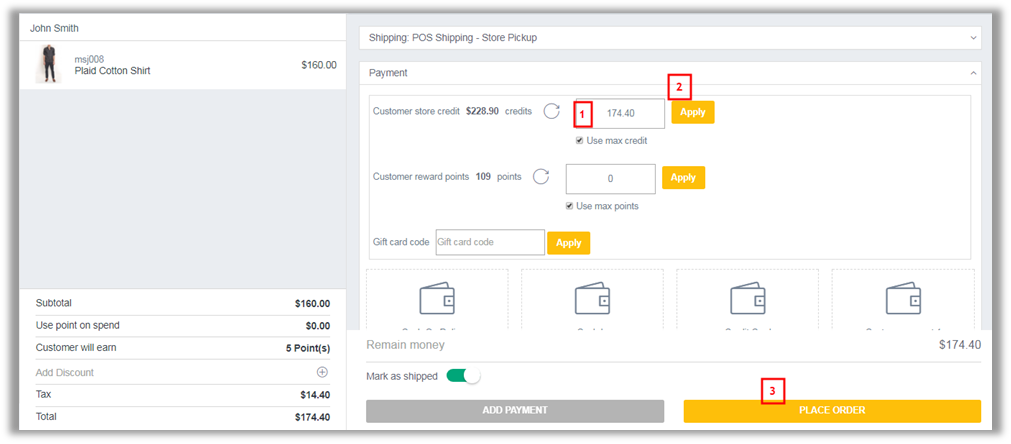 John Smith
msj008
Plaid Cotton Shirt
$160.00
Subtotal
$160.00
Use point on spend
$0.00
Customer will earn
5 Point(s)
Add Discount
Tax
$14.40
Total
$174.40
Shipping: POS Shipping - Store Pickup
Payment
2
Customer store credit $228.90 credits
1
174.40
Apply
Use max credit
Customer reward points 109 points
0
Apply
Use max points
Gift card code
Gift card code
Apply
Remain money
$174.40
Mark as shipped
3
ADD PAYMENT
PLACE ORDER